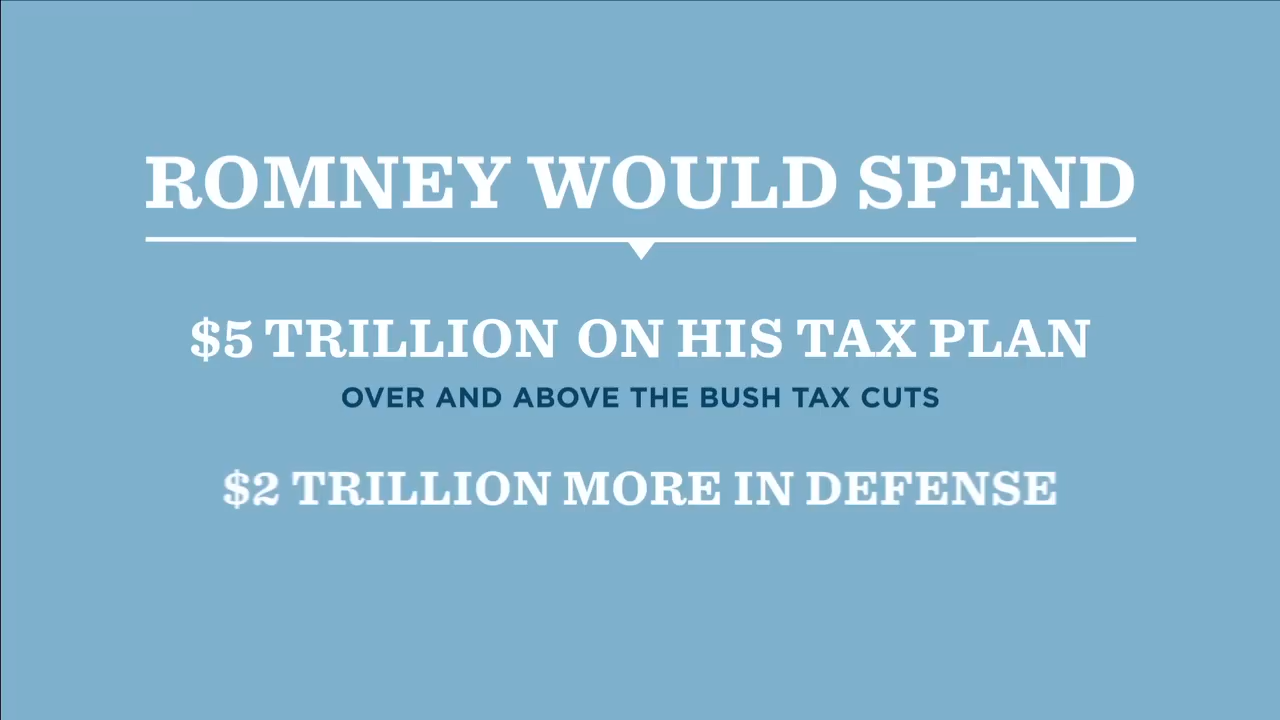 ROMNEY WOULD SPEND
$5 TRILLION ON HIS TAX PLAN
OVER AND ABOVE THE BUSH TAX CUTS
$2 TRILLION MORE IN DEFENSE